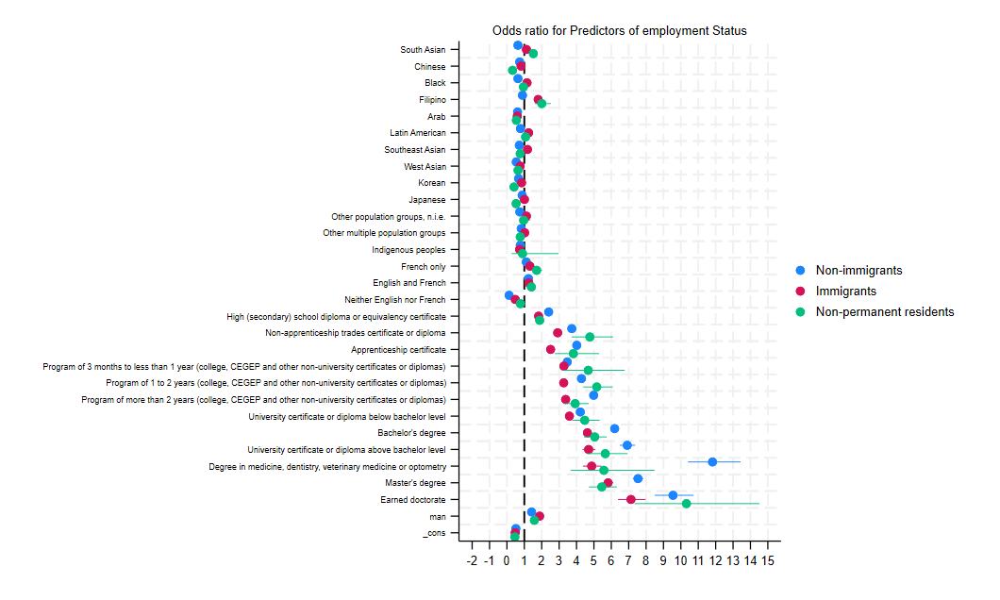 Odds ratio for Predictors of employment Status
South Asian
Chinese
Black
Filipino
Arab
Latin American
Southeast Asian
West Asian
Korean
Japanese
Other population groups, n.i.e.
Other multiple population groups
Indigenous peoples
French only
English and French
Neither English nor French
High (secondary) school diploma or equivalency certificate
Non-apprenticeship trades certificate or diploma
Apprenticeship certificate
Program of 3 months to less than 1 year (college, CEGEP and other non-university certificates or diplomas)
Program of 1 to 2 years (college, CEGEP and other non-university certificates or diplomas)
Program of more than 2 years (college, CEGEP and other non-university certificates or diplomas)
University certificate or diploma below bachelor level
Bachelor's degree
University certificate or diploma above bachelor level
Degree in medicine, dentistry, veterinary medicine or optometry
Master's degree
Earned doctorate
man
_cons
-2 -1 0 1 2 3 4 5 6 7 8 9 10 11 12 13 14 15
Non-immigrants
Immigrants
Non-permanent residents